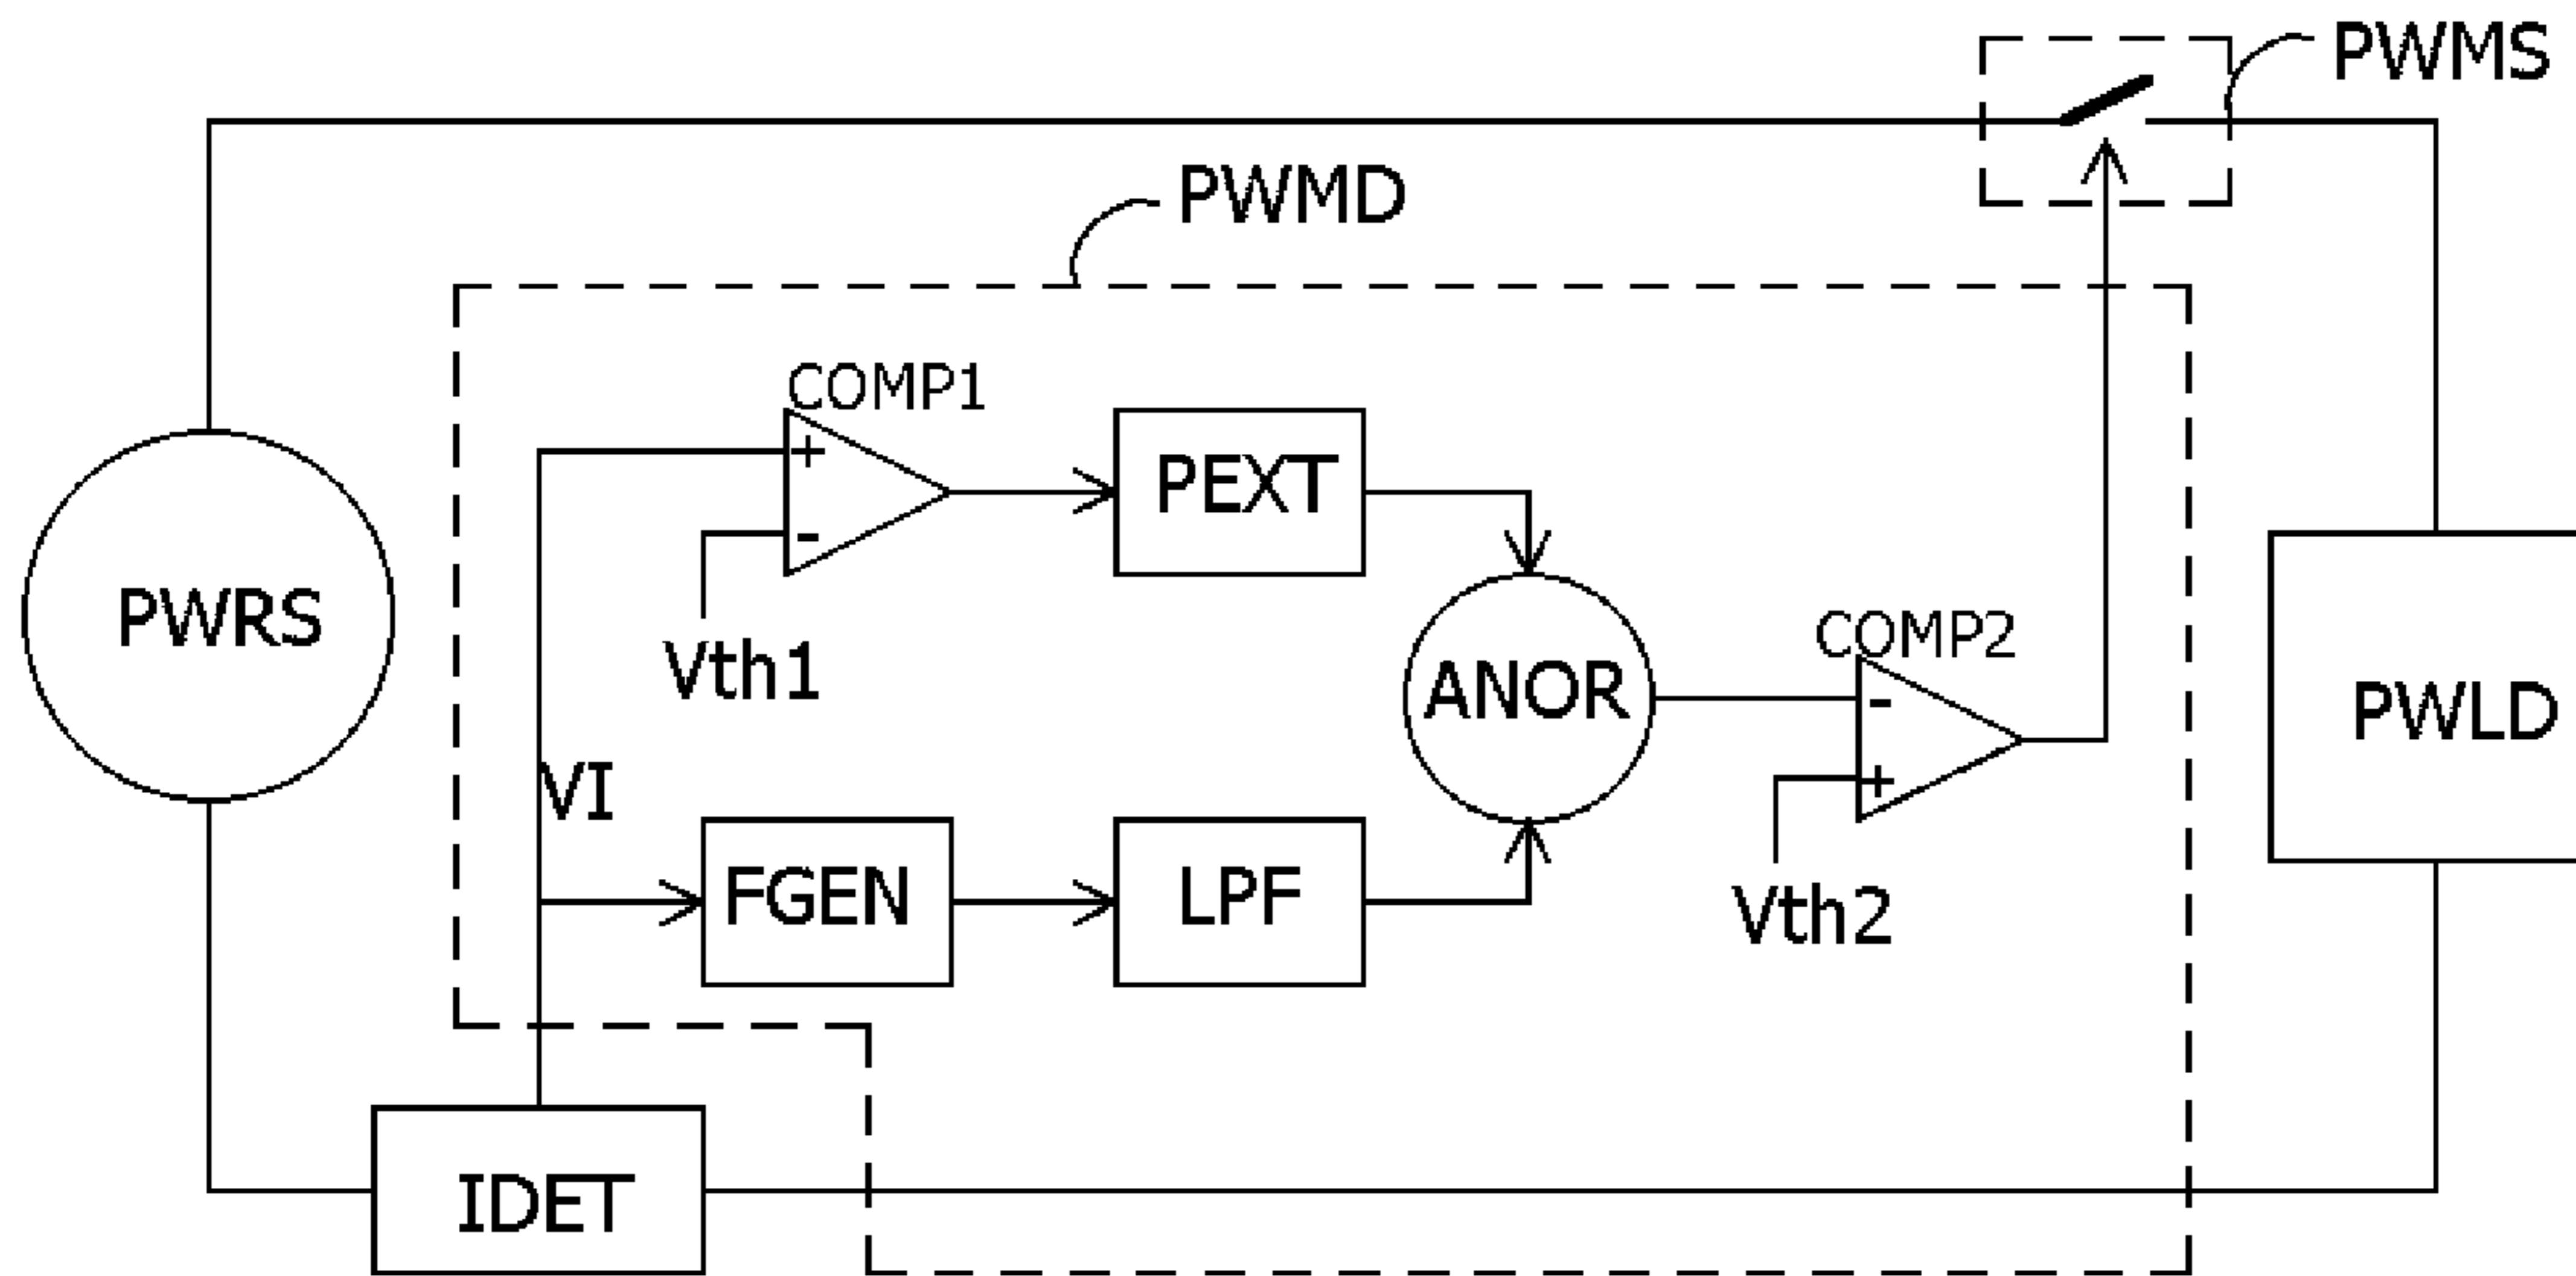 PWMS
PWMD
COMP1
+
-
PEXT
PWRS
Vth1
COMP2
ANOR
-
+
PWLD
VI
FGEN
LPF
Vth2
IDET